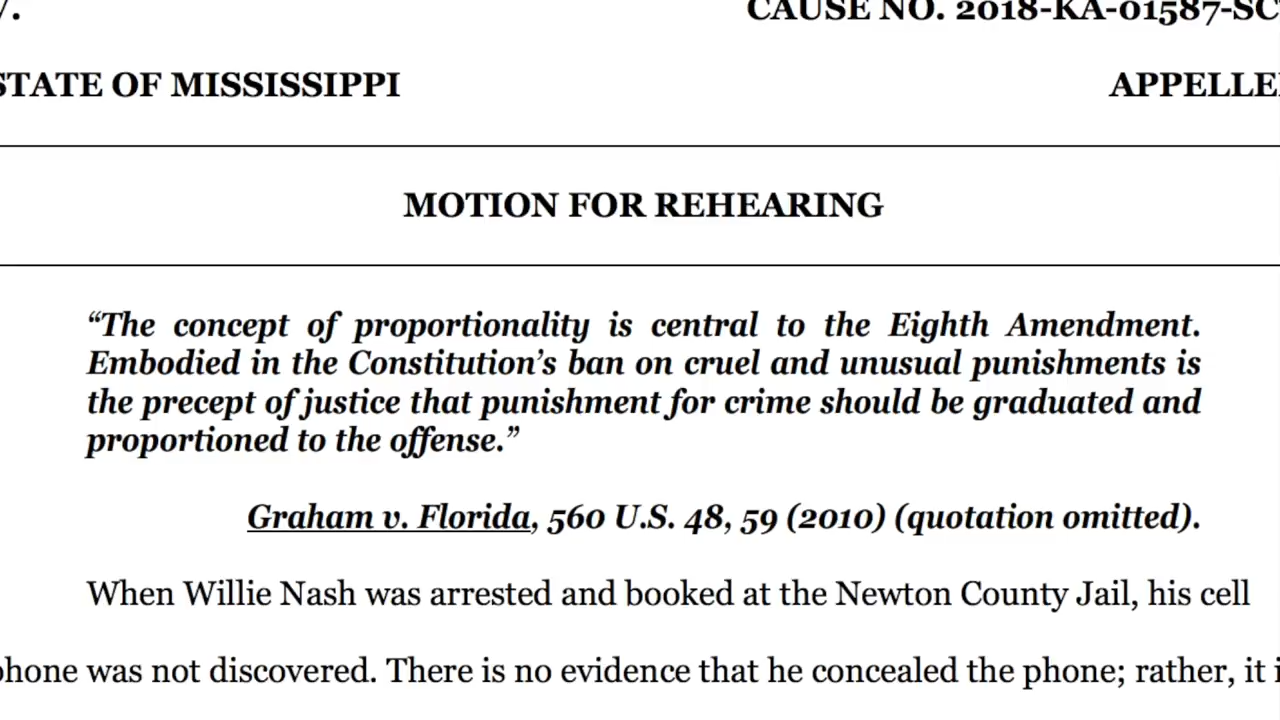 v.
CAUSE NO. 2018-KA-01587-SC
STATE OF MISSISSIPPI
APPELLE
MOTION FOR REHEARING
“The concept of proportionality is central to the Eighth Amendment.
Embodied in the Constitution’s ban on cruel and unusual punishments is
the precept of justice that punishment for crime should be graduated and
proportioned to the offense.”
Graham v. Florida, 560 U.S. 48, 59 (2010) (quotation omitted).
When Willie Nash was arrested and booked at the Newton County Jail, his cell
phone was not discovered. There is no evidence that he concealed the phone; rather, it i